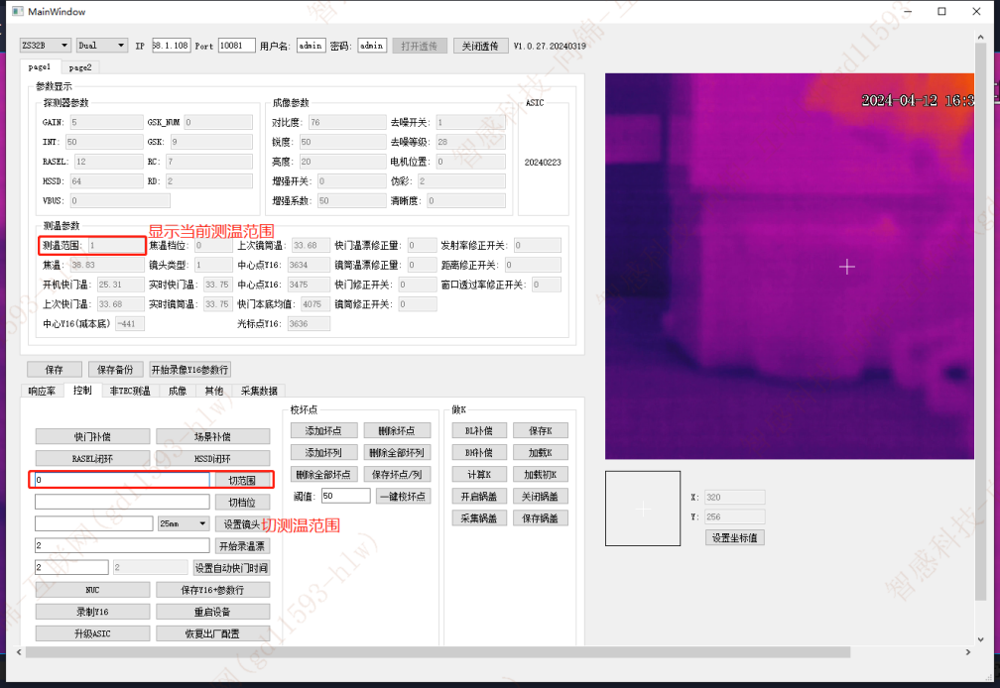 MainWindow
ZS32B Dual IP 58.1.108 Port 10081 用户名: admin 密码: admin 打开透传 关闭透传 V1.0.27.20240319
page1 page2
参数显示
探测器参数 成像参数 ASIC
GAIN: 5 GSK_NUM 0 对比度: 76 去噪开关: 1
INT: 50 GSK: 9 锐度: 50 去噪等级: 28
RASEL: 12 RC: 7 亮度: 20 电机位置: 0 20240223
HSSD: 64 RD: 2 增强开关: 0 伪彩: 2
VBUS: 0 增强系数: 50 清晰度: 0
测温参数 显示当前测温范围
测温范围: 1 焦温档位: 0 上次镜筒温: 33.68 快门温漂修正量: 0 发射率修正开关: 0
焦温: 38.83 镜头类型: 1 中心点Y16: 3634 镜筒温漂修正量: 0 距离修正开关: 0
开机快门温: 25.31 实时快门温: 33.75 中心点Y16: 3475 快门修正开关: 0 窗口透过率修正开关: 0
上次快门温: 33.68 实时镜筒温: 33.75 快门本底均值: 4075 镜筒修正开关: 0
中心Y16(减本底) -441 光标点Y16: 3636
保存 保存备份 开始录像Y16参数行
响应率 控制 非TEC测温 成像 其他 采集数据
校坏点 做K
快门补偿 场景补偿 添加坏点 删除坏点 BL补偿 保存K
RASEL闭环 HSSD闭环 添加坏列 删除全部坏列 BH补偿 加载K
0 切范围 删除全部坏点 保存坏点/列 计算K 加载初K
切档位 阈值: 50 一键校坏点 开启锅盖 关闭锅盖
25mm 设置镜头 切测温范围 采集锅盖 保存锅盖
2 开始录温漂
2 2 设置自动快门时间
NUC 保存Y16+参数行
录制Y16 重启设备
升级ASIC 恢复出厂配置
2024-04-12 16:3
X: 320
Y: 256
设置坐标值